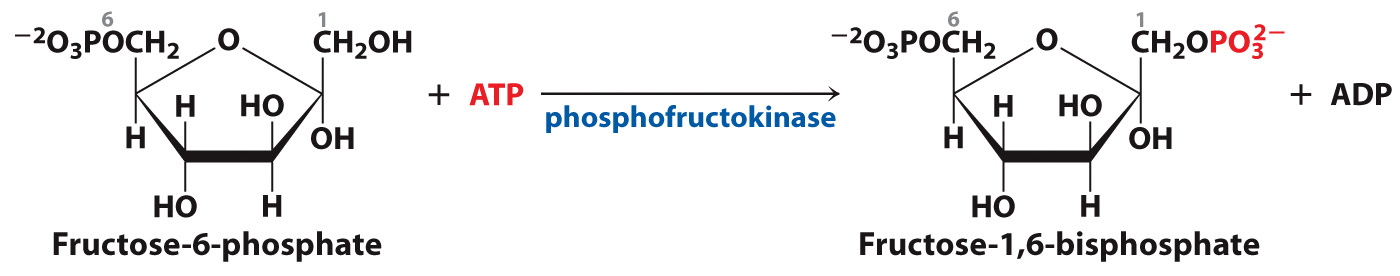 6 1 6 1
⁻²O₃POCH₂ O CH₂OH ⁻²O₃POCH₂ O CH₂OPO₃²⁻
H HO + ATP phosphofructokinase H HO + ADP
H OH H OH
HO H HO H
Fructose-6-phosphate Fructose-1,6-bisphosphate